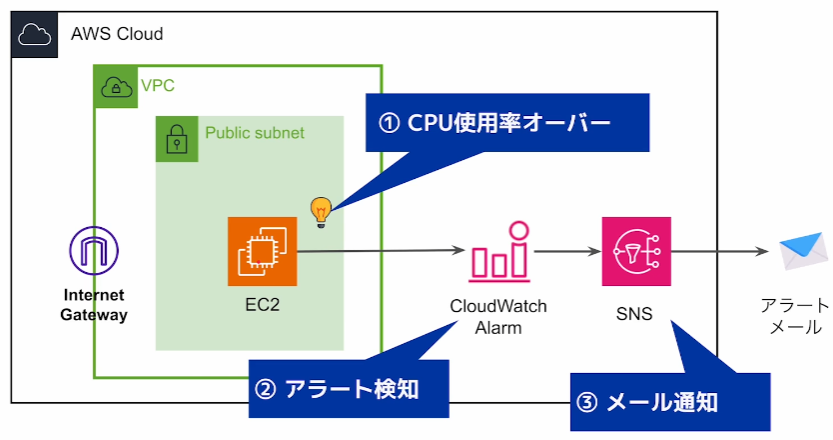 AWS Cloud
VPC
Public subnet
① CPU使用率オーバー
Internet
Gateway
EC2
CloudWatch
Alarm
SNS
アラート
メール
② アラート検知
③ メール通知